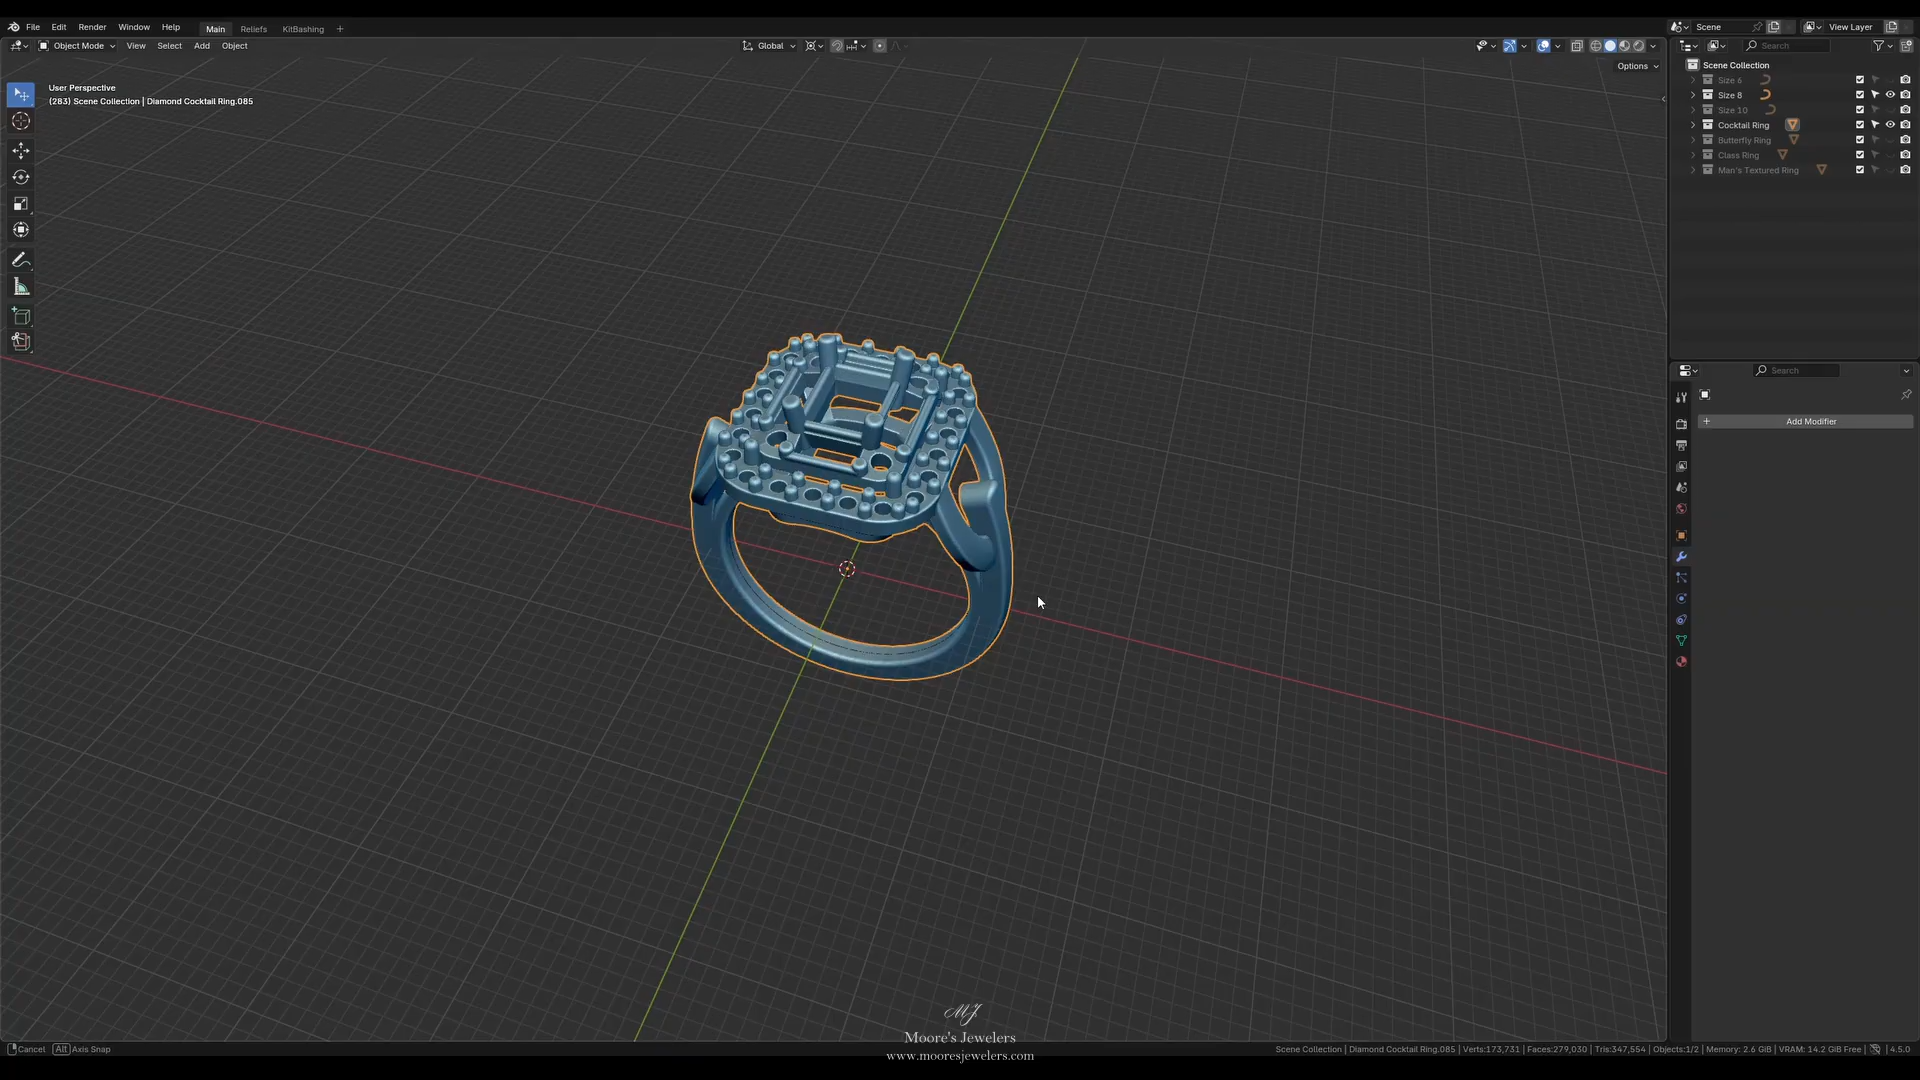 File Edit Render Window Help Main Reliefs KitBashing + Scene View Layer
Object Mode View Select Add Object Global Search
Options
User Perspective
(283) Scene Collection | Diamond Cocktail Ring.085
Scene Collection
Size 6
Size 8
Size 10
Cocktail Ring
Butterfly Ring
Class Ring
Man's Textured Ring
Search
+ Add Modifier
MJ
Moore's Jewelers
www.mooresjewelers.com
Cancel Alt Axis Snap Scene Collection | Diamond Cocktail Ring.085 | Verts:173,731 | Faces:279,030 | Tris:347,554 | Objects:1/2 | Memory: 2.6 GiB | VRAM: 14.2 GiB Free | 4.5.0